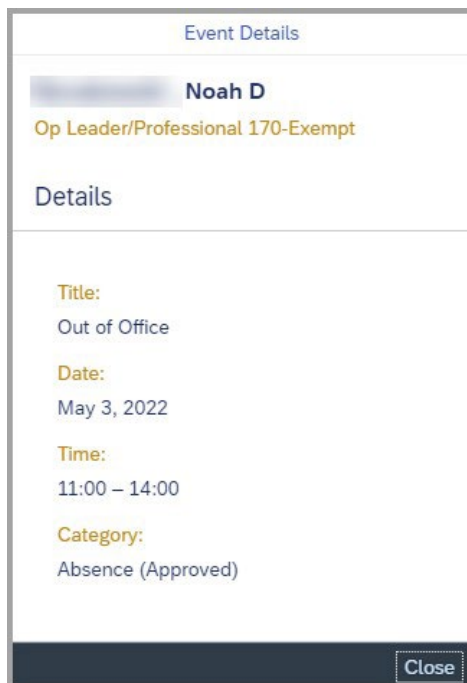 Event Details
Noah D
Op Leader/Professional 170-Exempt
Details
Title:
Out of Office
Date:
May 3, 2022
Time:
11:00 – 14:00
Category:
Absence (Approved)
Close